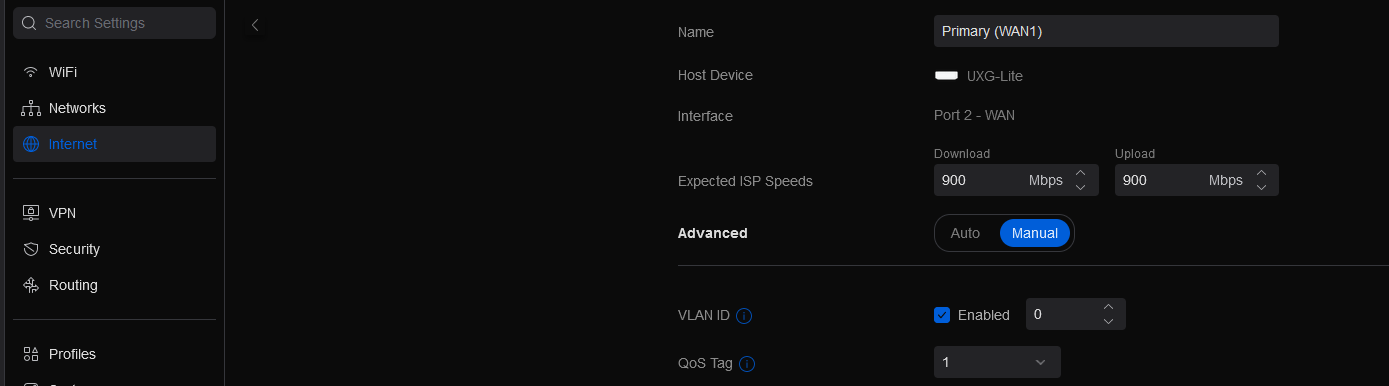 Search Settings
WiFi
Networks
Internet
VPN
Security
Routing
Profiles
Name
Primary (WAN1)
Host Device
UXG-Lite
Interface
Port 2 - WAN
Download
Upload
Expected ISP Speeds
900 Mbps
900 Mbps
Advanced
Auto
Manual
VLAN ID
Enabled
0
QoS Tag
1